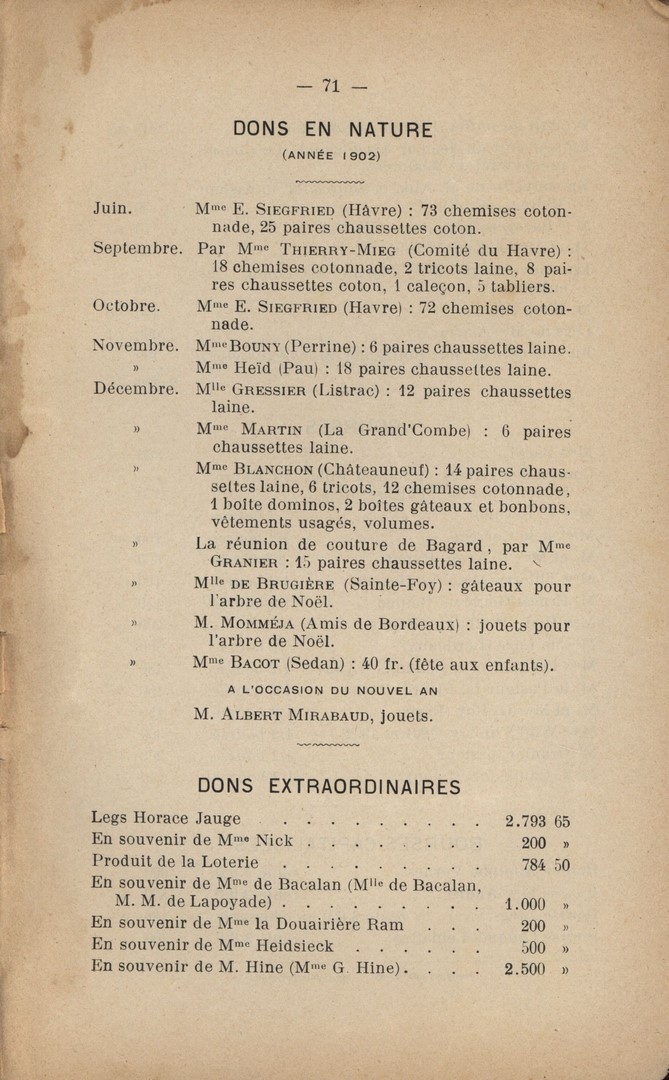 — 71 —
DONS EN NATURE
(ANNÉE 1902)
Juin. Mme E. SIEGFRIED (Hâvre) : 73 chemises coton-
nade, 25 paires chaussettes coton.
Septembre. Par Mme THIERRY-MIEG (Comité du Havre) :
18 chemises cotonnade, 2 tricots laine, 8 pai-
res chaussettes coton, 1 caleçon, 5 tabliers.
Octobre. Mme E. SIEGFRIED (Havre) : 72 chemises coton-
nade.
Novembre. Mme BOUNY (Perrine) : 6 paires chaussettes laine.
» Mme Heïd (Pau) : 18 paires chaussettes laine.
Décembre. Mlle GRESSIER (Listrac) : 12 paires chaussettes
laine.
» Mme MARTIN (La Grand'Combe) : 6 paires
chaussettes laine.
» Mme BLANCHON (Châteauneuf) : 14 paires chaus-
settes laine, 6 tricots, 12 chemises cotonnade,
1 boîte dominos, 2 boîtes gâteaux et bonbons,
vêtements usagés, volumes.
» La réunion de couture de Bagard, par Mme
GRANIER : 15 paires chaussettes laine.
» Mlle DE BRUGIÈRE (Sainte-Foy) : gâteaux pour
l'arbre de Noël.
» M. MOMMÉJA (Amis de Bordeaux) : jouets pour
l'arbre de Noël.
» Mme BACOT (Sedan) : 40 fr. (fête aux enfants).
A L'OCCASION DU NOUVEL AN
M. ALBERT MIRABAUD, jouets.
DONS EXTRAORDINAIRES
Legs Horace Jauge . . . . . . . . . . 2.793 65
En souvenir de Mme Nick . . . . . . . . 200 »
Produit de la Loterie . . . . . . . . . 784 50
En souvenir de Mme de Bacalan (Mlle de Bacalan,
M. M. de Lapoyade) . . . . . . . . . 1.000 »
En souvenir de Mme la Douairière Ram . . . 200 »
En souvenir de Mme Heidsieck . . . . . . 500 »
En souvenir de M. Hine (Mme G. Hine). . . . 2.500 »